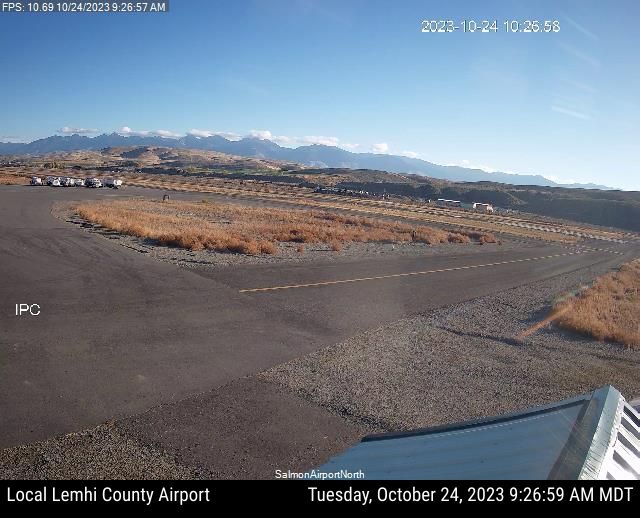 FPS: 10.69 10/24/2023 9:26:57 AM
2023-10-24 10:26:58
IPC
SalmonAirportNorth
Local Lemhi County Airport Tuesday, October 24, 2023 9:26:59 AM MDT